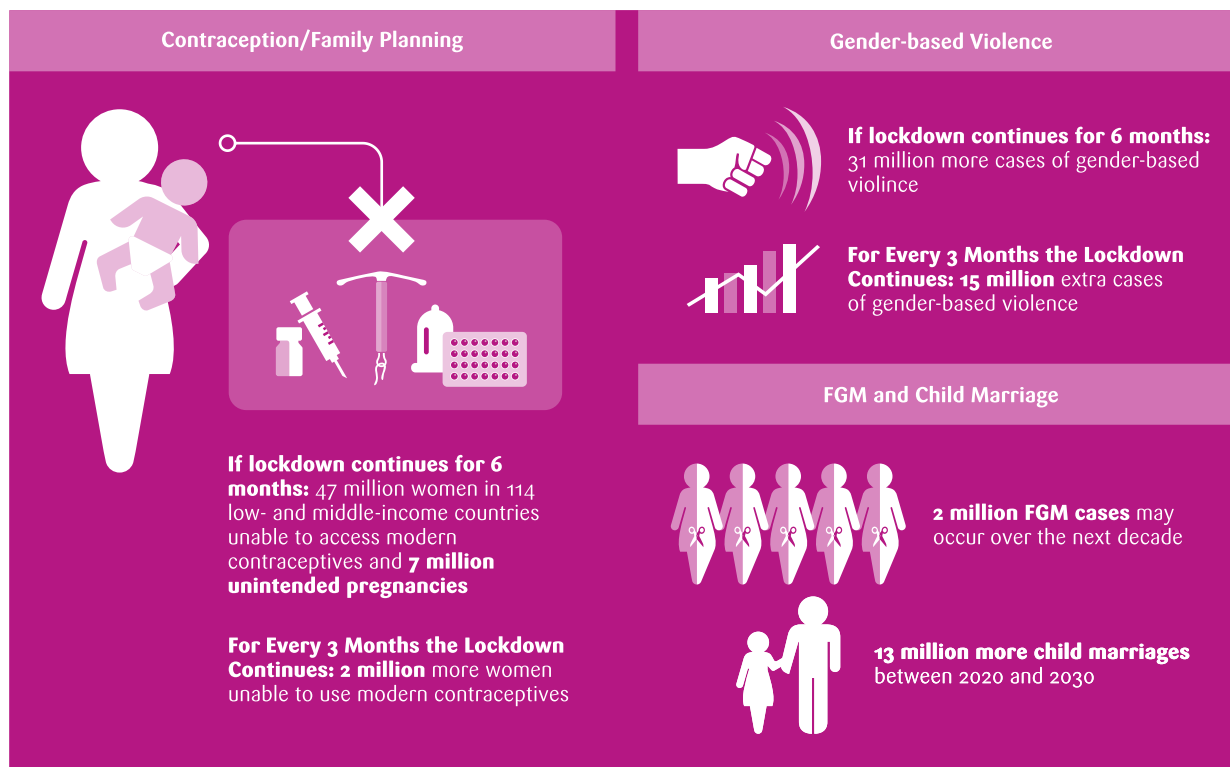 Contraception/Family Planning
If lockdown continues for 6
months: 47 million women in 114
low- and middle-income countries
unable to access modern
contraceptives and 7 million
unintended pregnancies
For Every 3 Months the Lockdown
Continues: 2 million more women
unable to use modern contraceptives
Gender-based Violence
If lockdown continues for 6 months:
31 million more cases of gender-based
violince
For Every 3 Months the Lockdown
Continues: 15 million extra cases
of gender-based violence
FGM and Child Marriage
2 million FGM cases may
occur over the next decade
13 million more child marriages
between 2020 and 2030